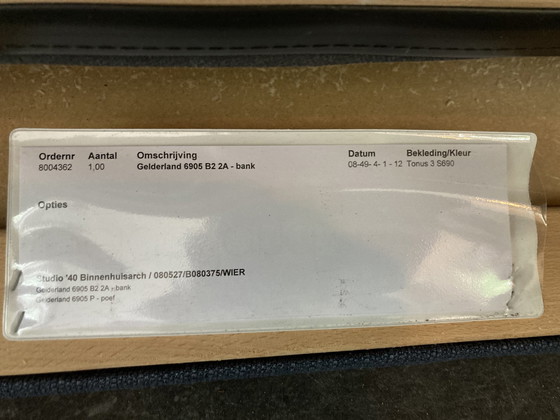 Ordernr Aantal Omschrijving Datum Bekleding/Kleur
8004362 1,00 Gelderland 6905 B2 2A - bank 08-49- 4- 1 - 12 Tonus 3 S690
Opties
Studio '40 Binnenhuisarch / 080527/B080375/WIER
Gelderland 6905 B2 2A - bank
Gelderland 6905 P - poef